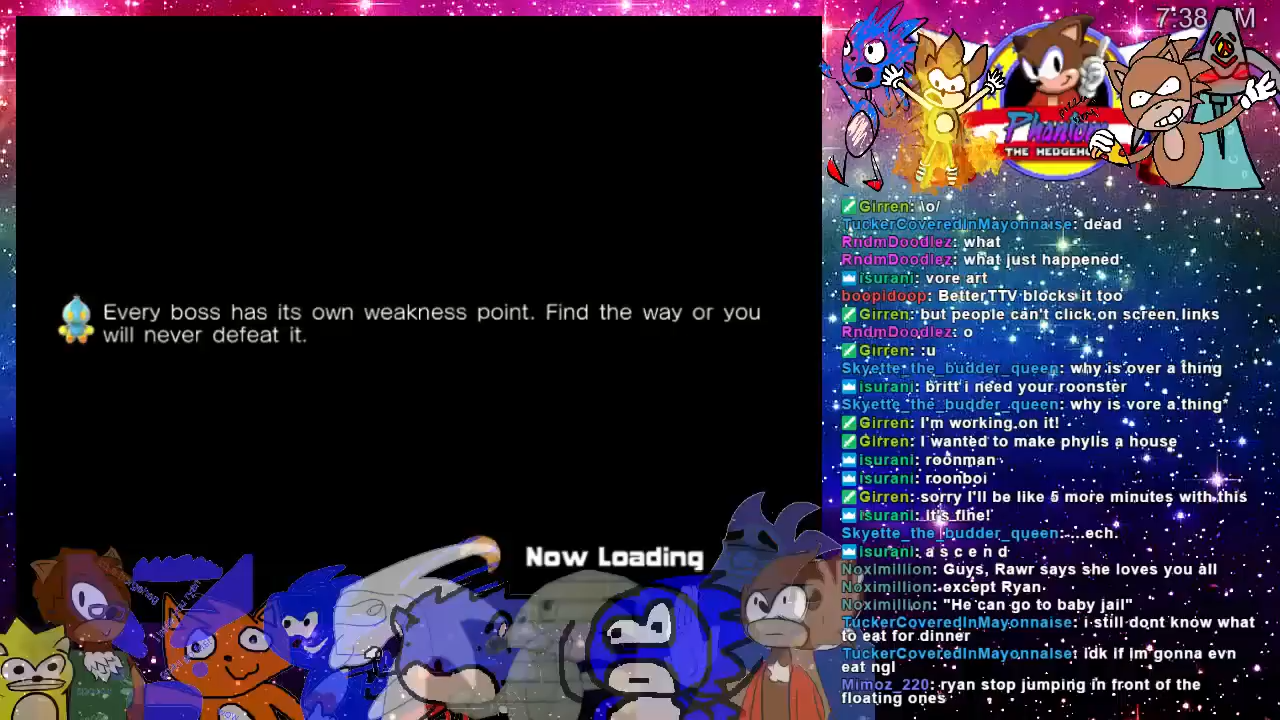 7:38
M
Phantom
THE HEDGEHOG
Girren: \o/
TuckerCoveredInMayonnaise: dead
RndmDoodlez: what
RndmDoodlez: what just happened
isurani: vore art
boopidoop: BetterTTV blocks it too
Girren: but people can't click on screen links
RndmDoodlez: o
Girren: :u
Skyette_the_budder_queen: why is over a thing
isurani: britt i need your roonster
Skyette_the_budder_queen: why is vore a thing*
Girren: I'm working on it!
Girren: I wanted to make phylis a house
isurani: roonman
isurani: roonboi
Girren: sorry I'll be like 5 more minutes with this
isurani: It's fine!
Skyette_the_budder_queen: ...ech.
isurani: a s c e n d
Noximillion: Guys, Rawr says she loves you all
Noximillion: except Ryan
Noximillion: "He can go to baby jail"
TuckerCoveredInMayonnaise: i still dont know what
to eat for dinner
TuckerCoveredInMayonnaise: idk if im gonna evn
eat ngl
Mimoz_220: ryan stop jumping in front of the
floating ones
Every boss has its own weakness point. Find the way or you
will never defeat it.
Now Loading